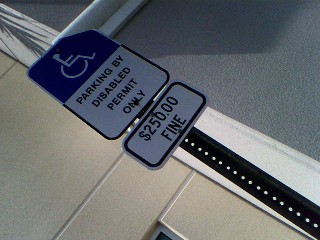 PARKING BY
DISABLED
PERMIT
ONLY
$250.00
FINE